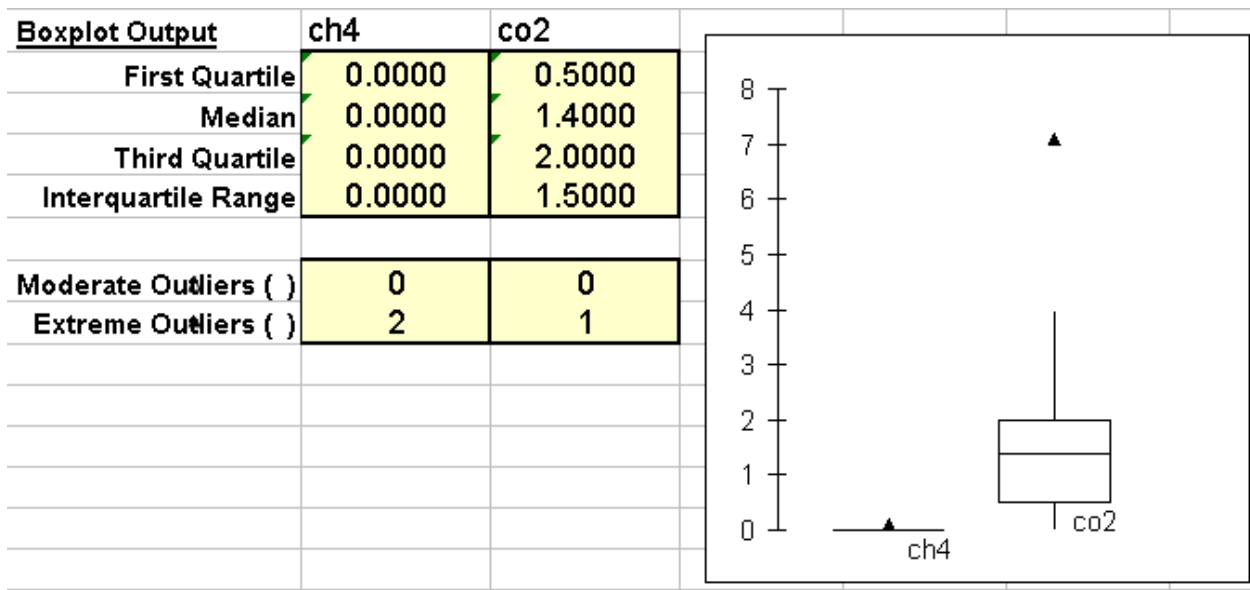 Boxplot Output ch4 co2
First Quartile 0.0000 0.5000
Median 0.0000 1.4000
Third Quartile 0.0000 2.0000
Interquartile Range 0.0000 1.5000
Moderate Outliers ( ) 0 0
Extreme Outliers ( ) 2 1
8
7
6
5
4
3
2
1
0
co2
ch4